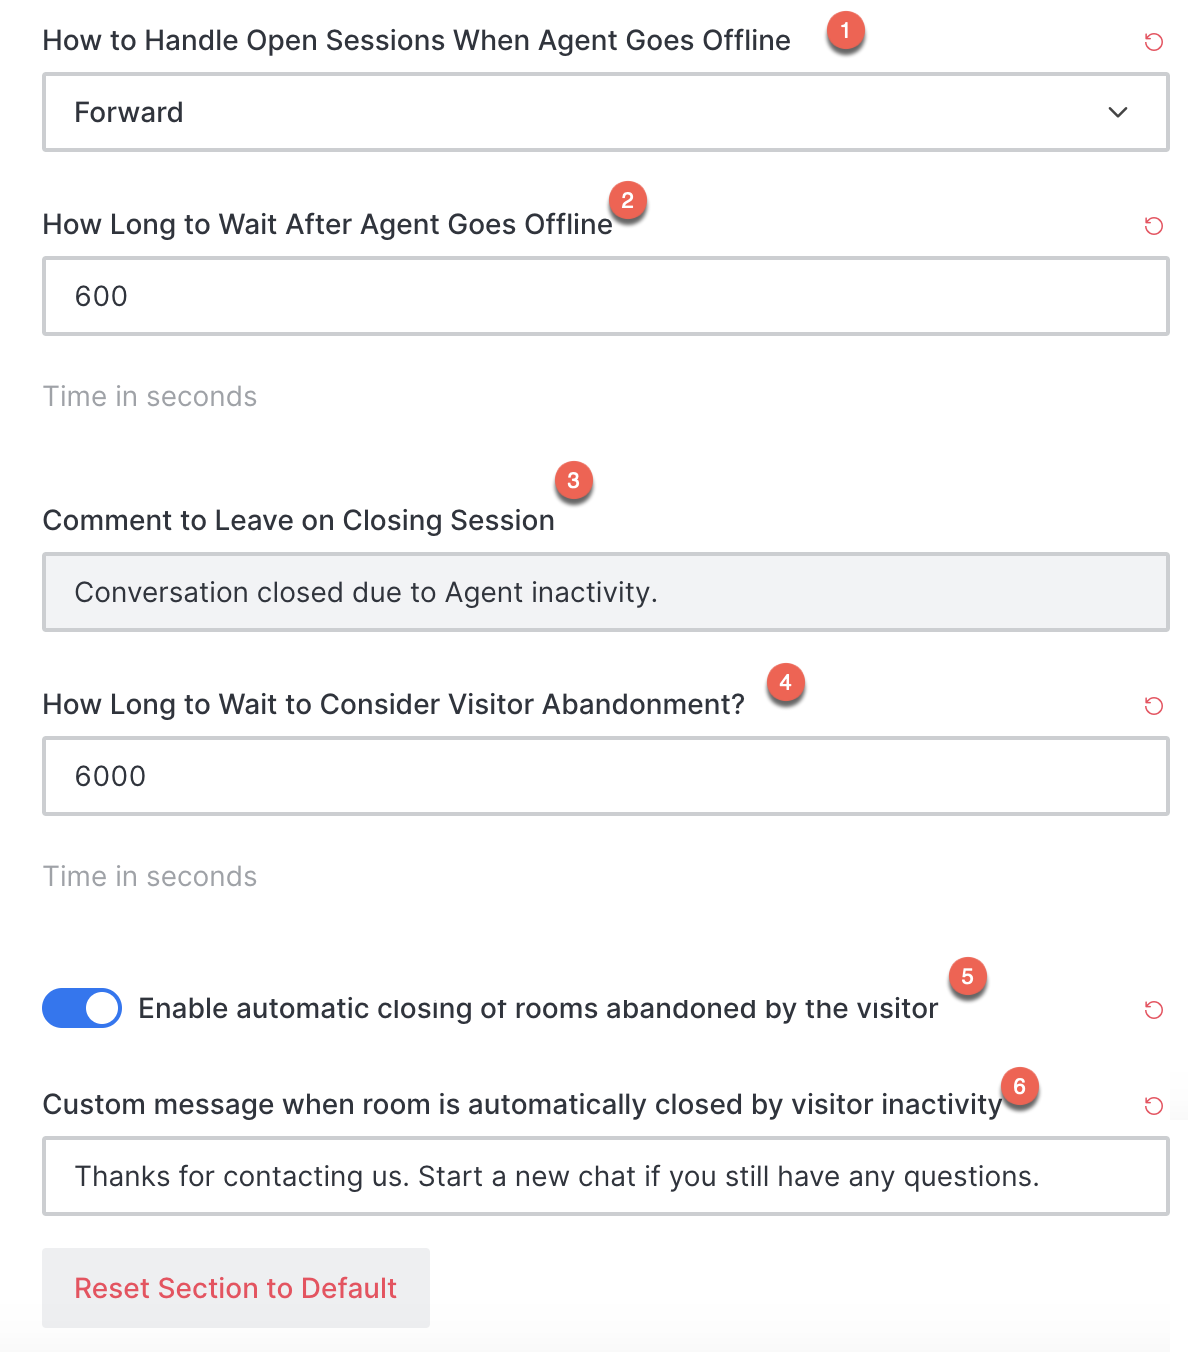 How to Handle Open Sessions When Agent Goes Offline 1
Forward
How Long to Wait After Agent Goes Offline 2
600
Time in seconds
3
Comment to Leave on Closing Session
Conversation closed due to Agent inactivity.
How Long to Wait to Consider Visitor Abandonment? 4
6000
Time in seconds
5
Enable automatic closing of rooms abandoned by the visitor
Custom message when room is automatically closed by visitor inactivity 6
Thanks for contacting us. Start a new chat if you still have any questions.
Reset Section to Default